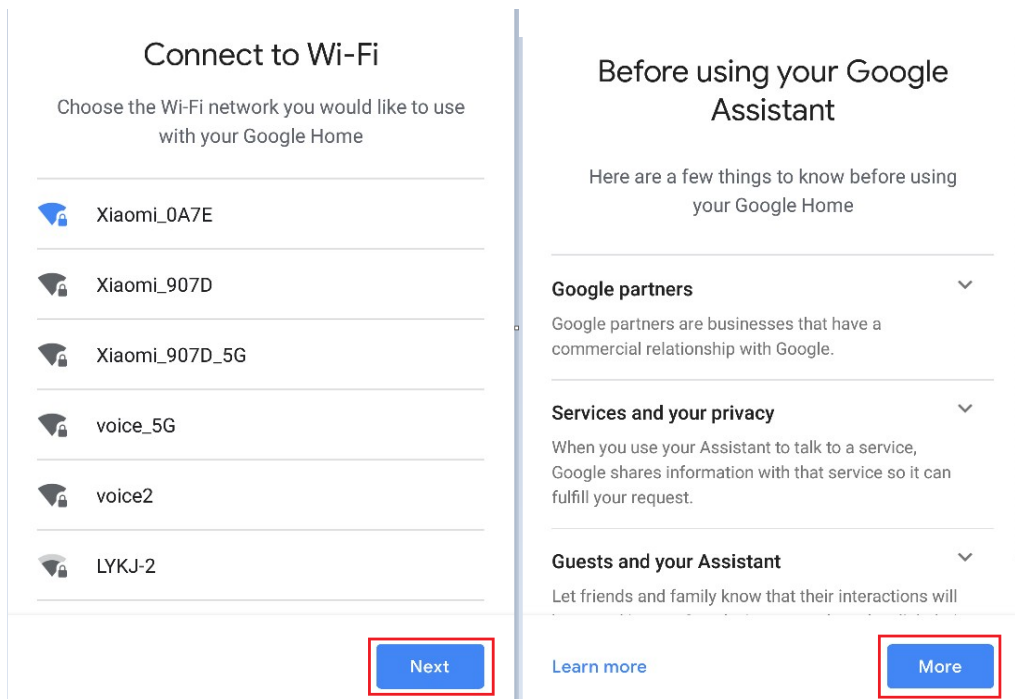 Connect to Wi-Fi
Choose the Wi-Fi network you would like to use
with your Google Home
Xiaomi_0A7E
Xiaomi_907D
Xiaomi_907D_5G
voice_5G
voice2
LYKJ-2
Next
Before using your Google
Assistant
Here are a few things to know before using
your Google Home
Google partners
Google partners are businesses that have a
commercial relationship with Google.
Services and your privacy
When you use your Assistant to talk to a service,
Google shares information with that service so it can
fulfill your request.
Guests and your Assistant
Let friends and family know that their interactions will
Learn more
More